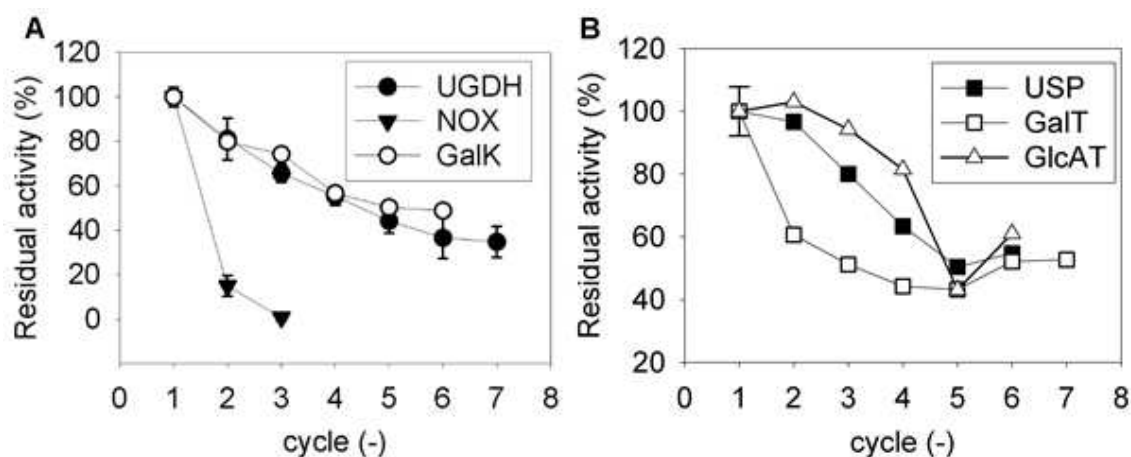 A
Residual activity (%)
120
100
80
60
40
20
0
UGDH
NOX
GalK
0 1 2 3 4 5 6 7 8
cycle (-)
B
Residual activity (%)
120
100
80
60
40
20
USP
GalT
GlcAT
0 1 2 3 4 5 6 7 8
cycle (-)